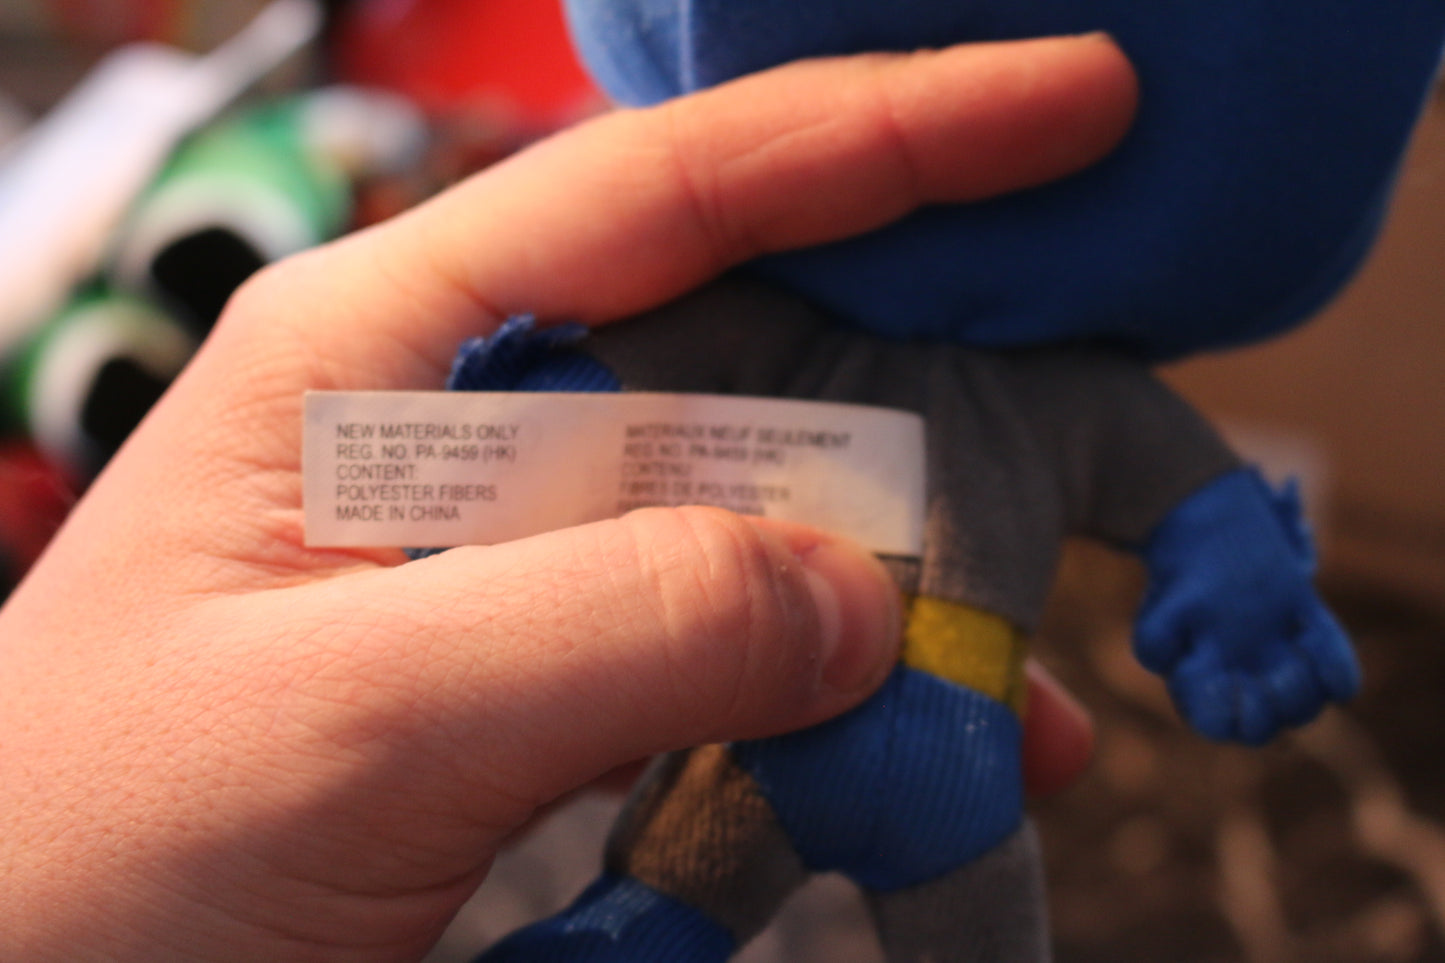 NEW MATERIALS ONLY
REG. NO. PA-9459 (HK)
CONTENT:
POLYESTER FIBERS
MADE IN CHINA
MATERIAUX NEUF SEULEMENT
REG. NO. PA-9459 (HK)
CONTENU:
FIBRES DE POLYESTER